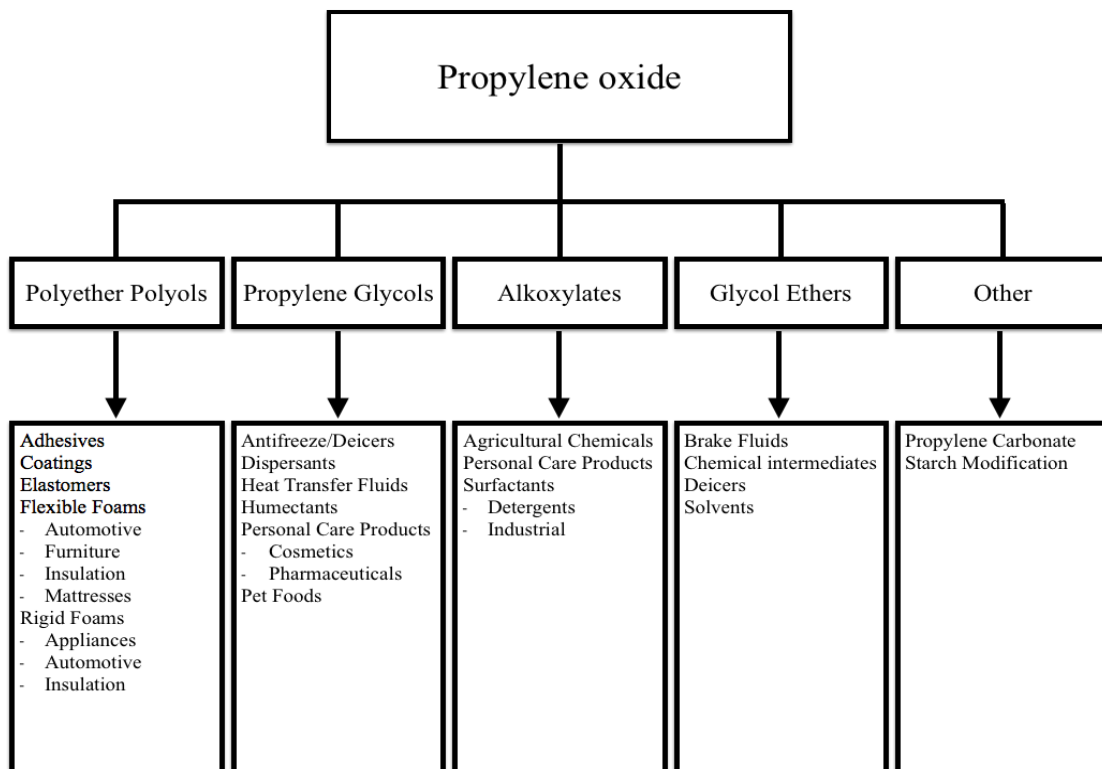 Propylene oxide
Polyether Polyols
Propylene Glycols
Alkoxylates
Glycol Ethers
Other
Adhesives
Coatings
Elastomers
Flexible Foams
- Automotive
- Furniture
- Insulation
- Mattresses
Rigid Foams
- Appliances
- Automotive
- Insulation
Antifreeze/Deicers
Dispersants
Heat Transfer Fluids
Humectants
Personal Care Products
- Cosmetics
- Pharmaceuticals
Pet Foods
Agricultural Chemicals
Personal Care Products
Surfactants
- Detergents
- Industrial
Brake Fluids
Chemical intermediates
Deicers
Solvents
Propylene Carbonate
Starch Modification